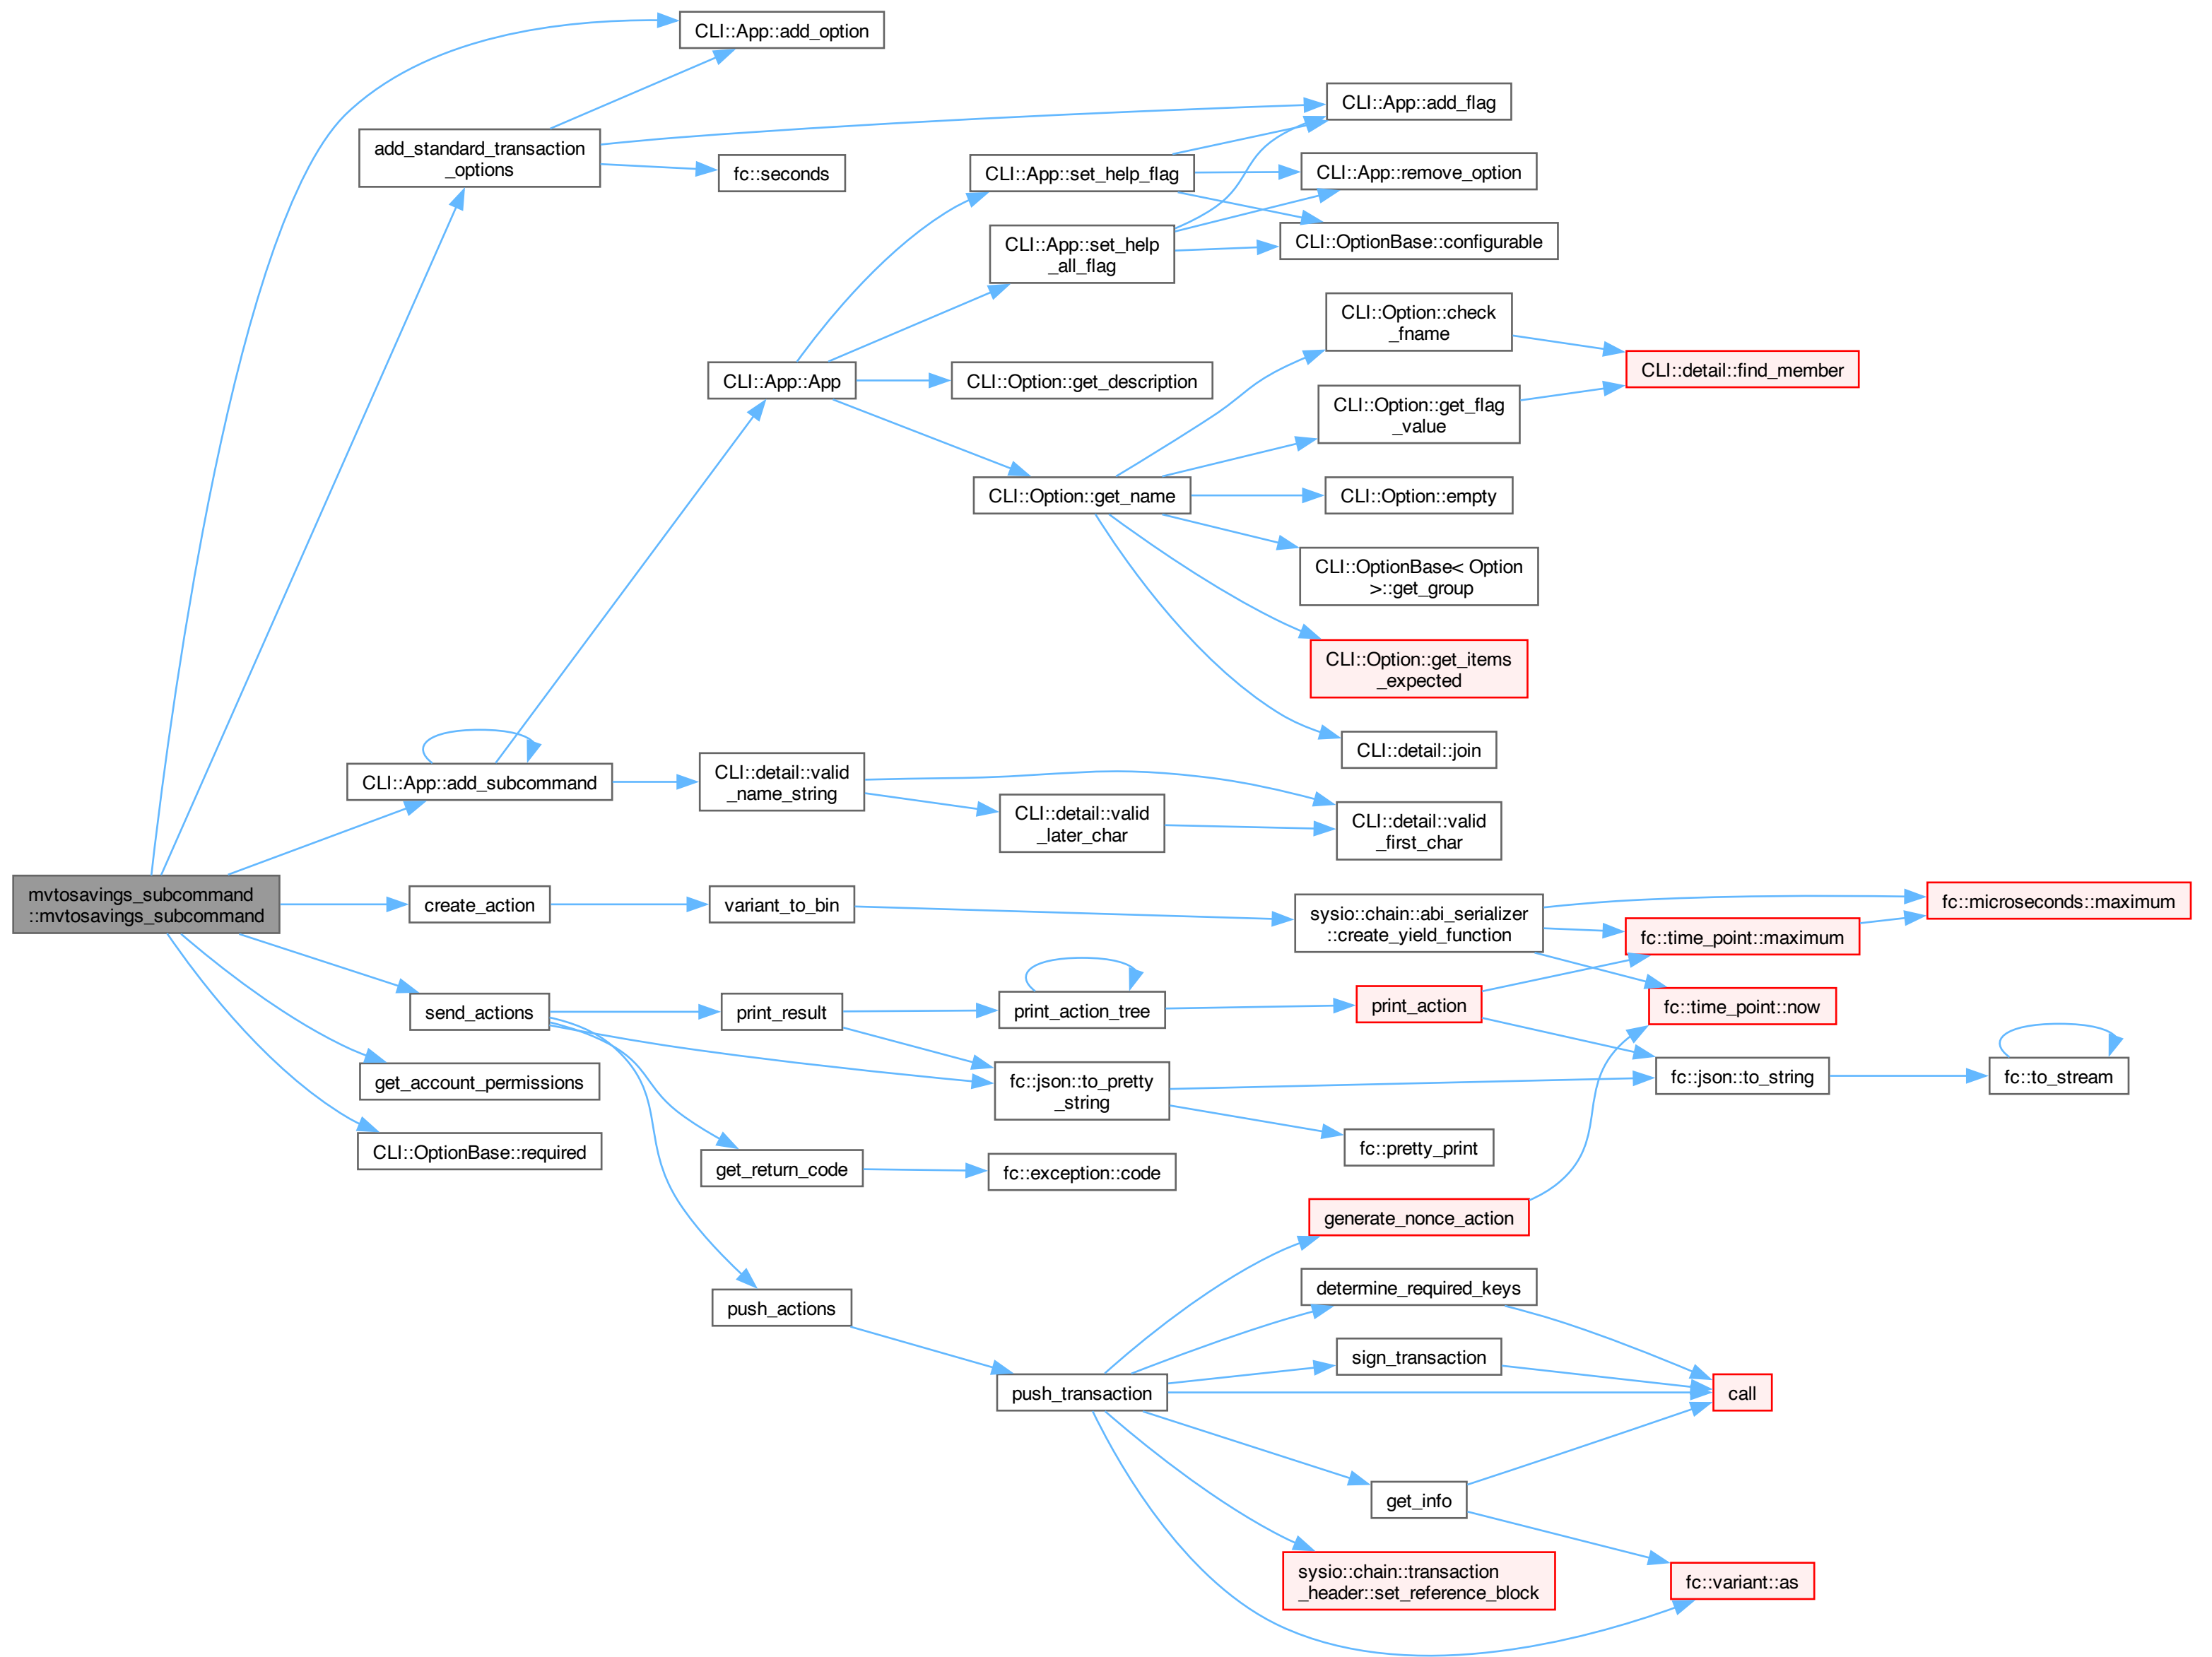 mvtosavings_subcommand
::mvtosavings_subcommand
CLI::App::add_option
add_standard_transaction
_options
CLI::App::add_flag
fc::seconds
CLI::App::add_subcommand
CLI::App::App
CLI::App::set_help_flag
CLI::App::remove_option
CLI::OptionBase::configurable
CLI::App::set_help
_all_flag
CLI::Option::get_description
CLI::Option::get_name
CLI::Option::check
_fname
CLI::detail::find_member
CLI::Option::get_flag
_value
CLI::Option::empty
CLI::OptionBase< Option
>::get_group
CLI::Option::get_items
_expected
CLI::detail::join
CLI::detail::valid
_name_string
CLI::detail::valid
_later_char
CLI::detail::valid
_first_char
create_action
variant_to_bin
sysio::chain::abi_serializer
::create_yield_function
fc::microseconds::maximum
fc::time_point::maximum
fc::time_point::now
send_actions
print_result
print_action_tree
print_action
fc::json::to_pretty
_string
fc::json::to_string
fc::to_stream
fc::pretty_print
get_account_permissions
CLI::OptionBase::required
get_return_code
fc::exception::code
push_actions
push_transaction
generate_nonce_action
determine_required_keys
sign_transaction
call
get_info
sysio::chain::transaction
_header::set_reference_block
fc::variant::as